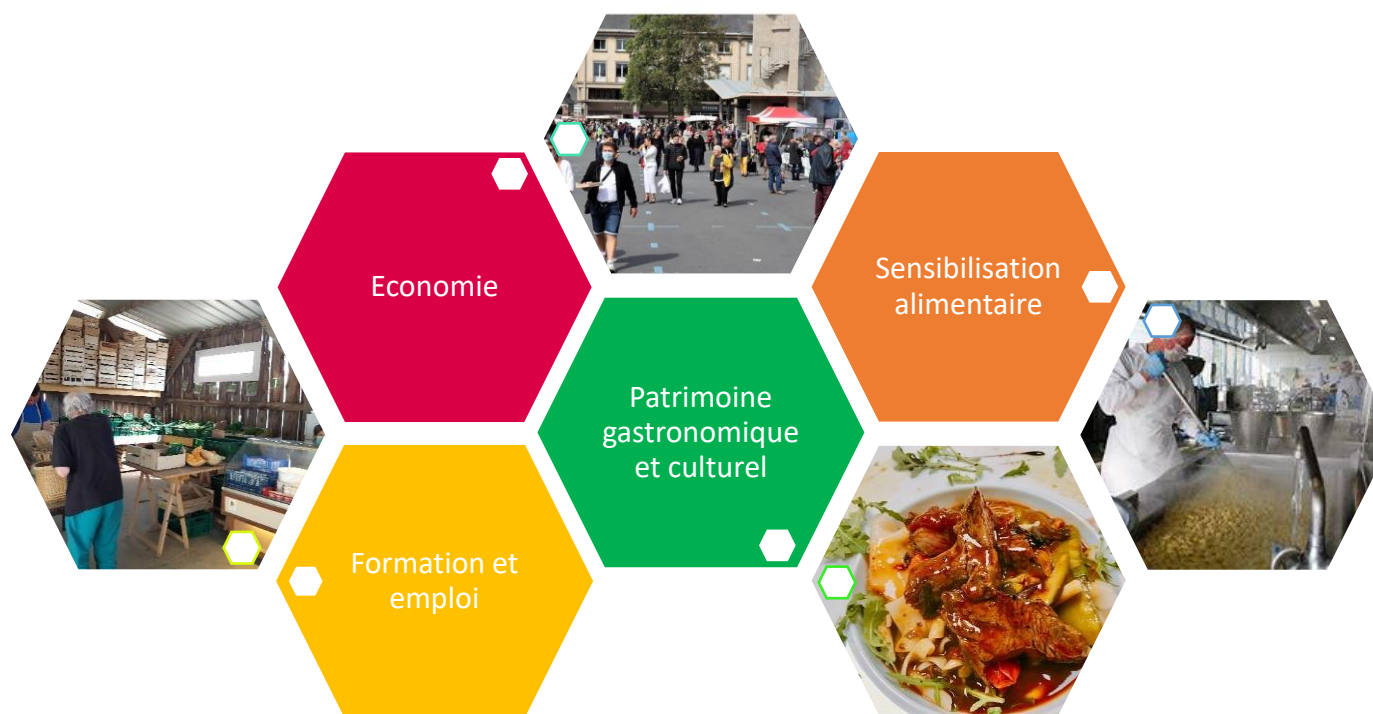 Economie
Sensibilisation
alimentaire
Patrimoine
gastronomique
et culturel
Formation et
emploi